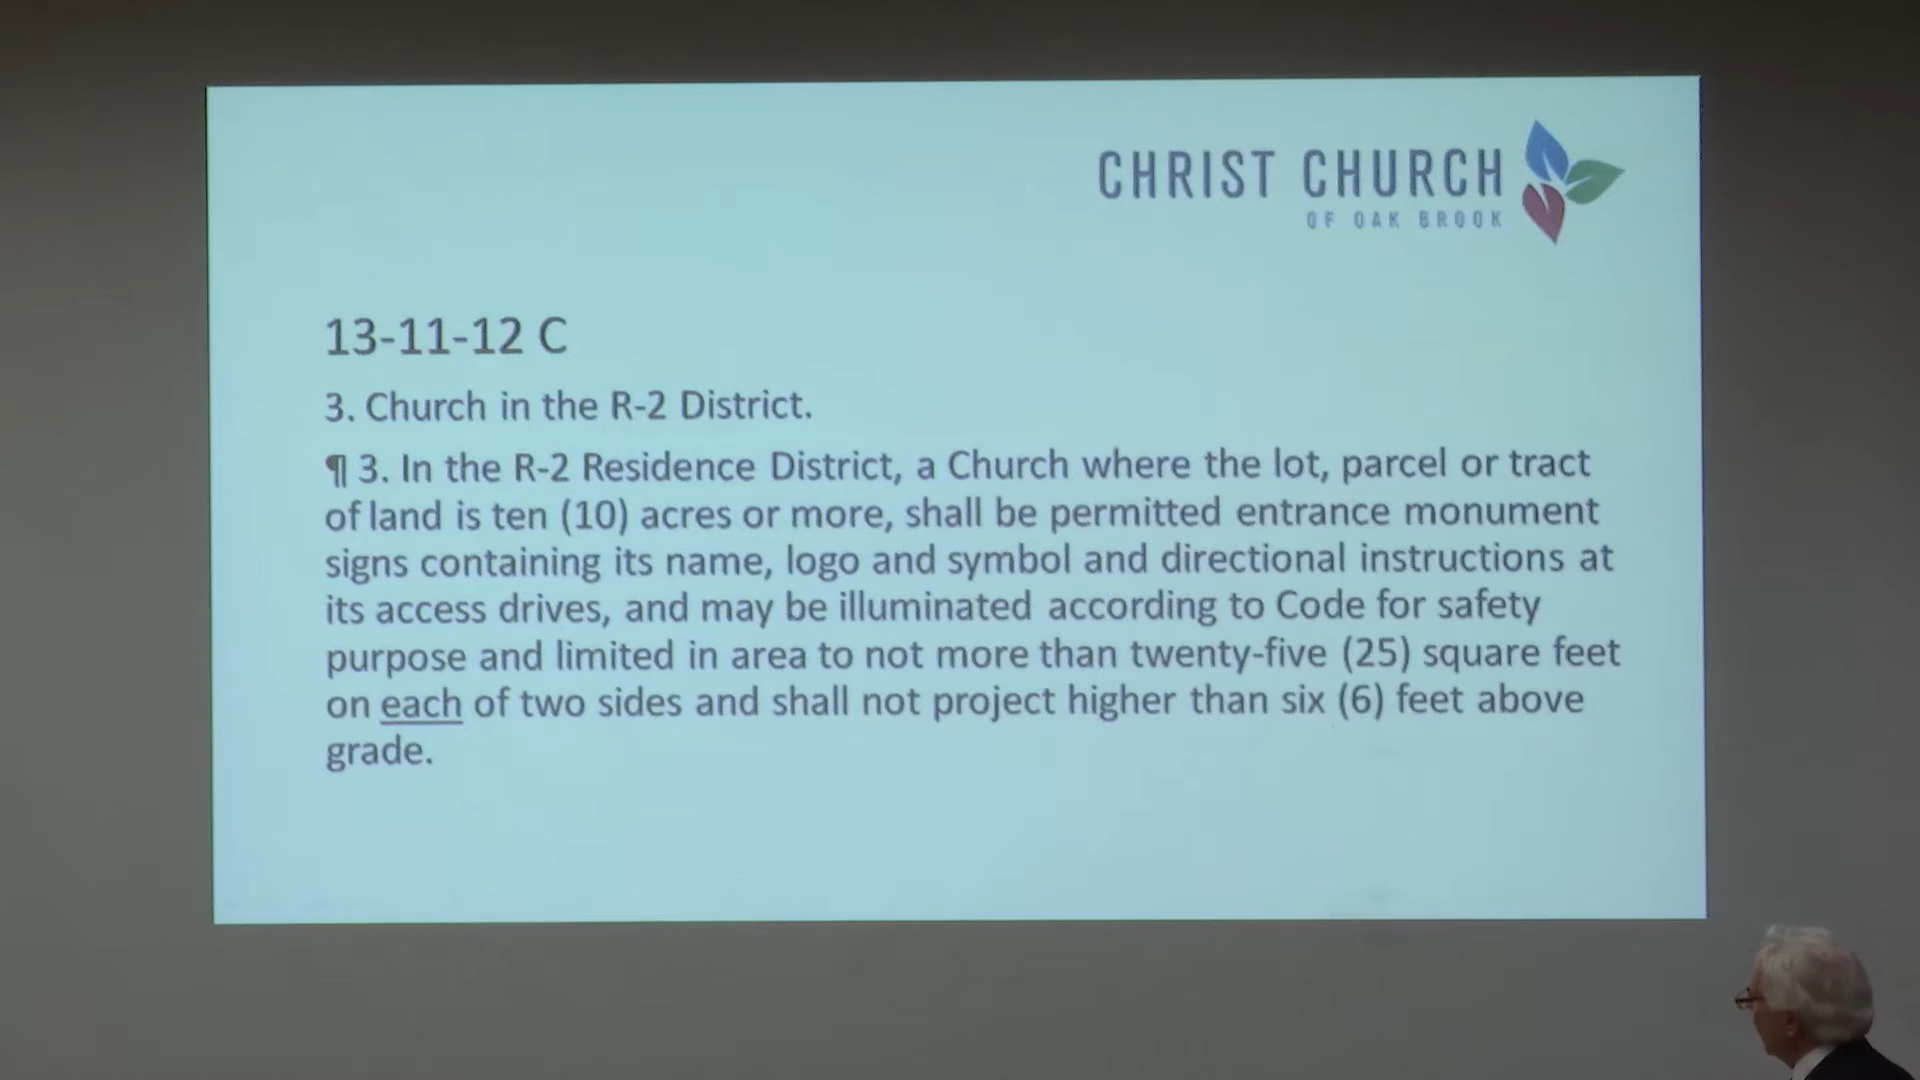 CHRIST CHURCH
OF OAK BROOK
13-11-12 C
3. Church in the R-2 District.
¶ 3. In the R-2 Residence District, a Church where the lot, parcel or tract
of land is ten (10) acres or more, shall be permitted entrance monument
signs containing its name, logo and symbol and directional instructions at
its access drives, and may be illuminated according to Code for safety
purpose and limited in area to not more than twenty-five (25) square feet
on each of two sides and shall not project higher than six (6) feet above
grade.